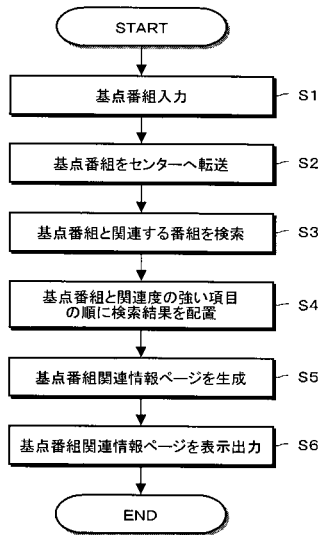 START
基点番組入力
S1
基点番組をセンターへ転送
S2
基点番組と関連する番組を検索
S3
基点番組と関連度の強い項目
の順に検索結果を配置
S4
基点番組関連情報ページを生成
S5
基点番組関連情報ページを表示出力
S6
END